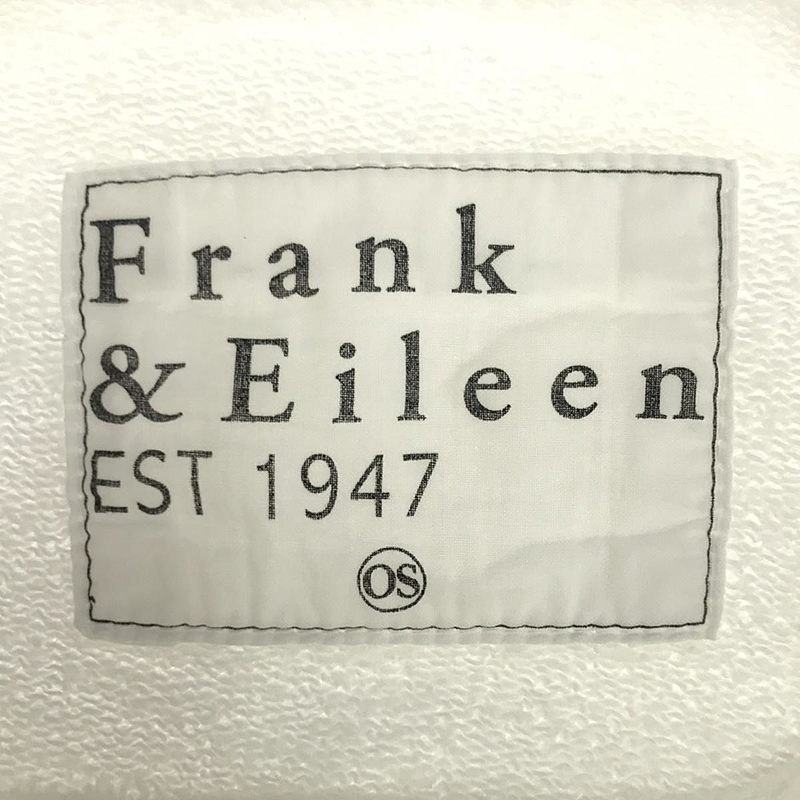 Frank
& Eileen
EST 1947
OS